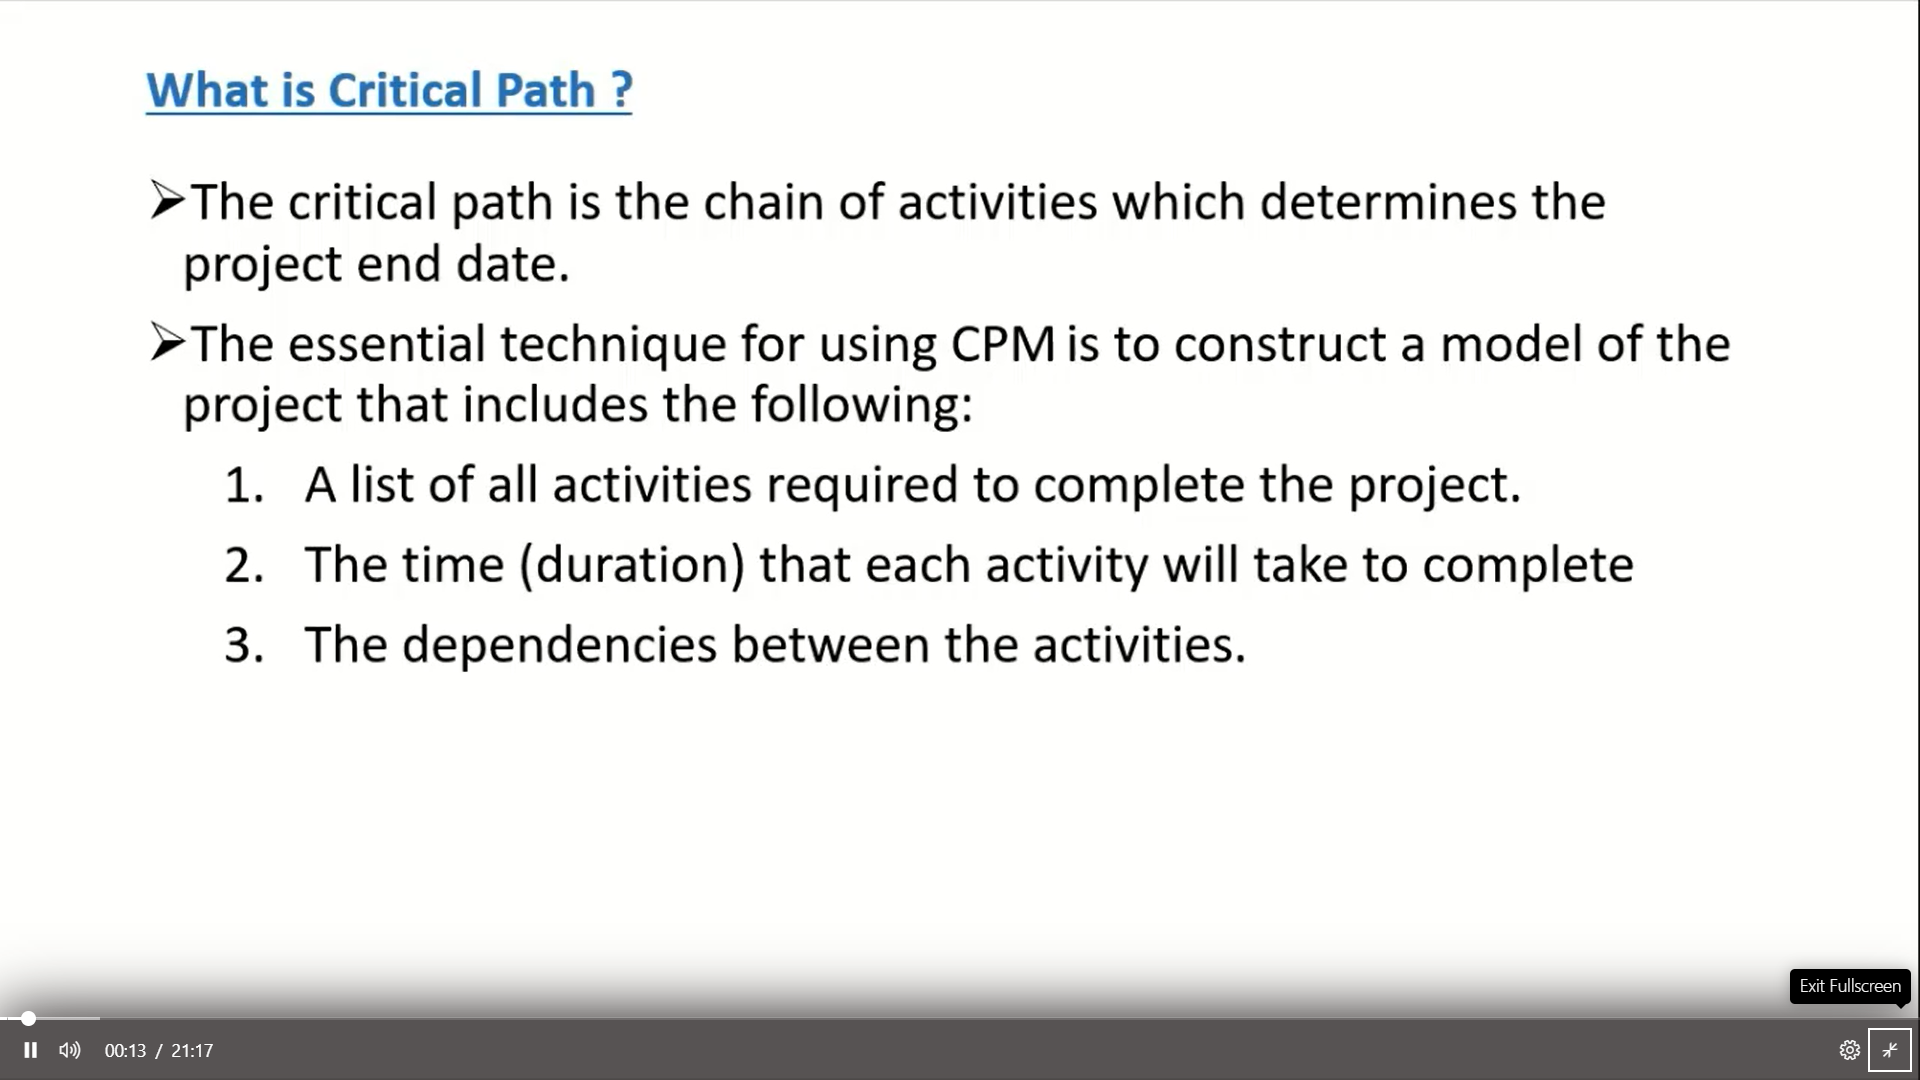 What is Critical Path ?
➢The critical path is the chain of activities which determines the
project end date.
➢The essential technique for using CPM is to construct a model of the
project that includes the following:
1. A list of all activities required to complete the project.
2. The time (duration) that each activity will take to complete
3. The dependencies between the activities.
Exit Fullscreen
00:13 / 21:17